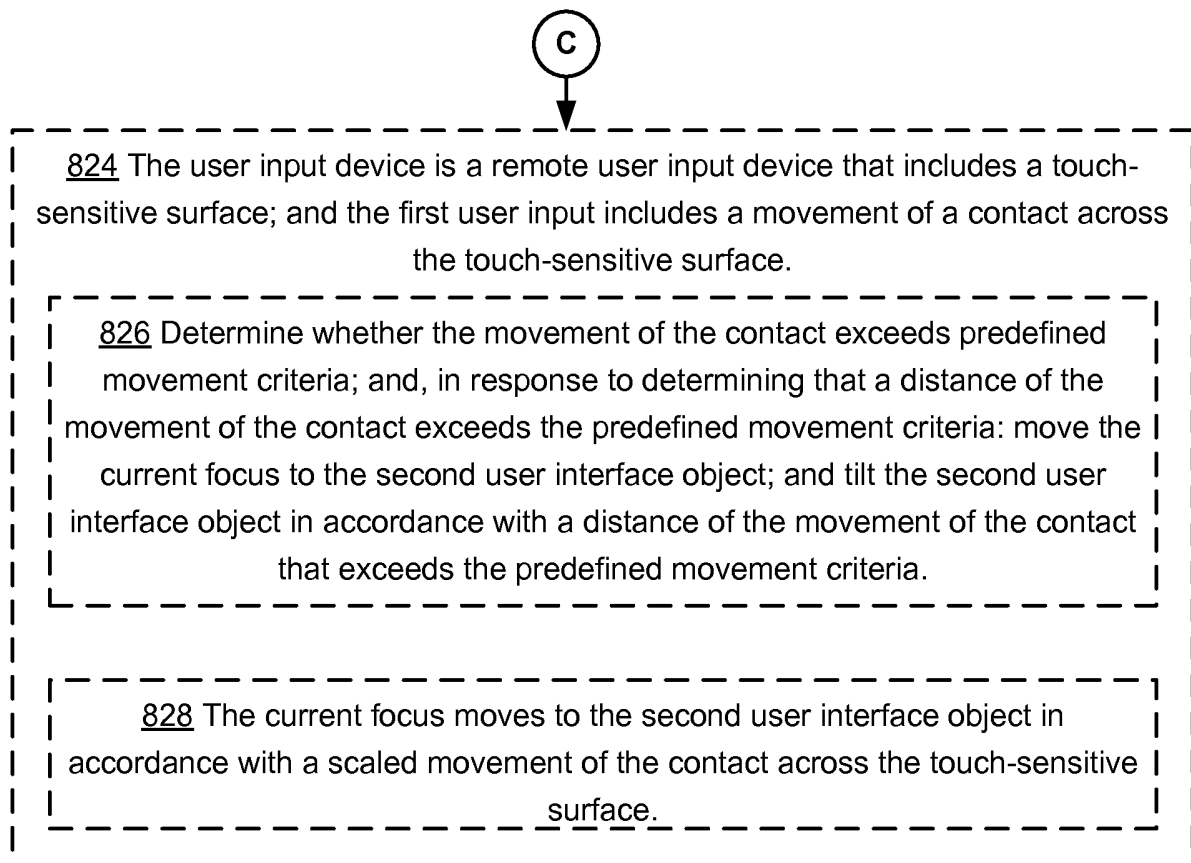 C
824 The user input device is a remote user input device that includes a touch-
sensitive surface; and the first user input includes a movement of a contact across
the touch-sensitive surface.
826 Determine whether the movement of the contact exceeds predefined
movement criteria; and, in response to determining that a distance of the
movement of the contact exceeds the predefined movement criteria: move the
current focus to the second user interface object; and tilt the second user
interface object in accordance with a distance of the movement of the contact
that exceeds the predefined movement criteria.
828 The current focus moves to the second user interface object in
accordance with a scaled movement of the contact across the touch-sensitive
surface.